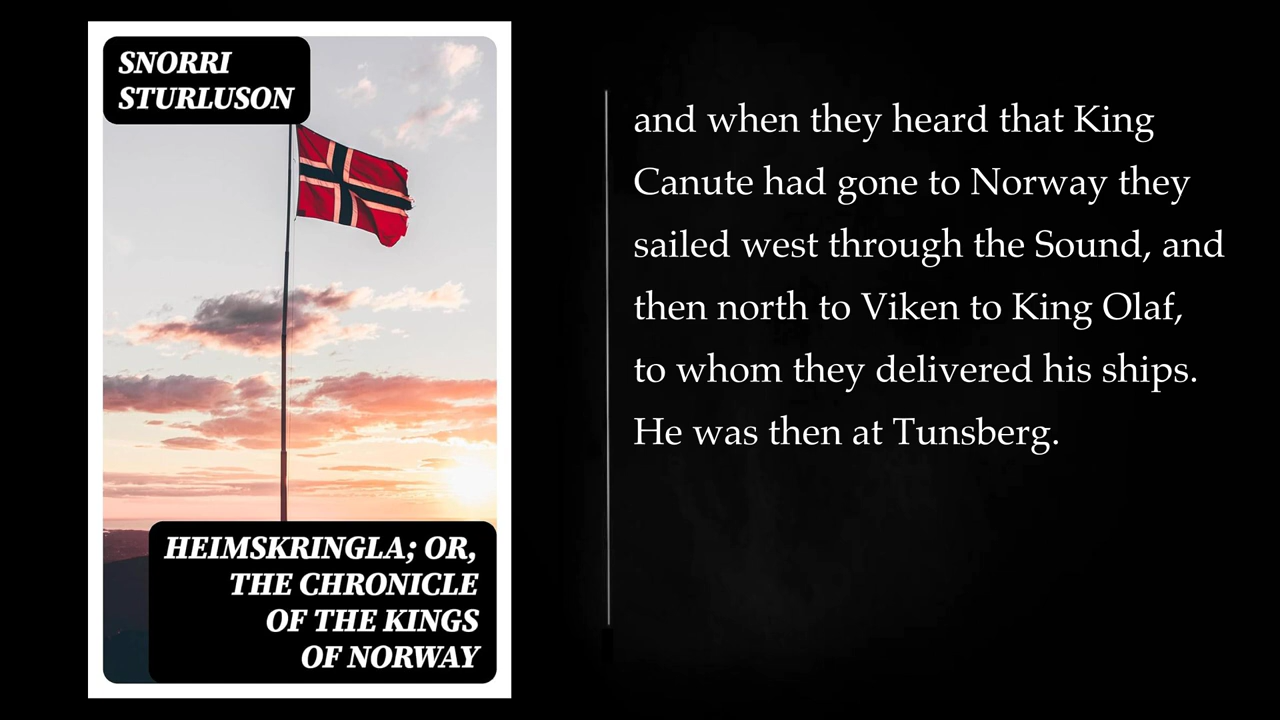 SNORRI
STURLUSON
HEIMSKRINGLA; OR,
THE CHRONICLE
OF THE KINGS
OF NORWAY
and when they heard that King
Canute had gone to Norway they
sailed west through the Sound, and
then north to Viken to King Olaf,
to whom they delivered his ships.
He was then at Tunsberg.